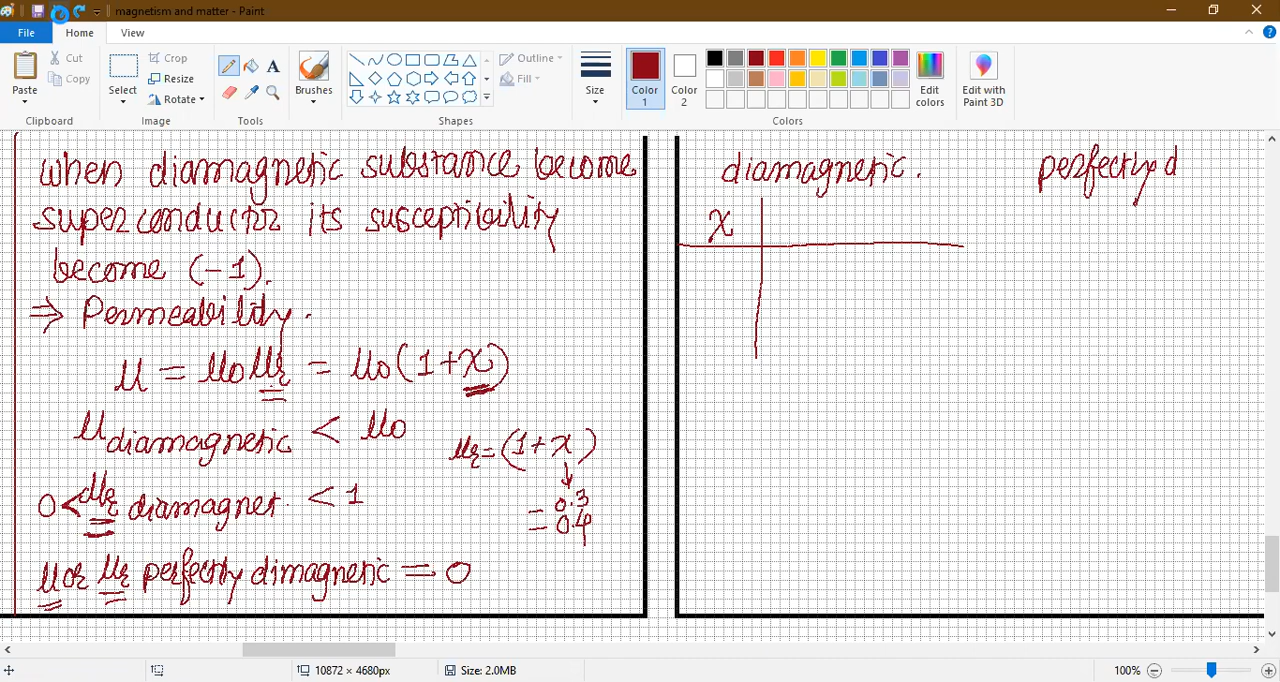 magnetism and matter - Paint
File Home View
Paste
Cut
Copy
Clipboard
Select
Crop
Resize
Rotate
Image
Tools
Brushes
Shapes
Outline
Fill
Size
Color 1
Color 2
Colors
Edit colors
Edit with Paint 3D
when diamagnetic substance become
superconductor its susceptibility
become (-1).
⇒ Permeability.
μ = μ0μr = μ0(1+χ)
μdiamagnetic < μ0
μr = (1+χ)
0.3
= 0.4
0 < μr diamagnet. < 1
μ or μr perfectly dimagnetic = 0
diamagnetic. perfectly d
χ
10872 × 4680px
Size: 2.0MB
100%